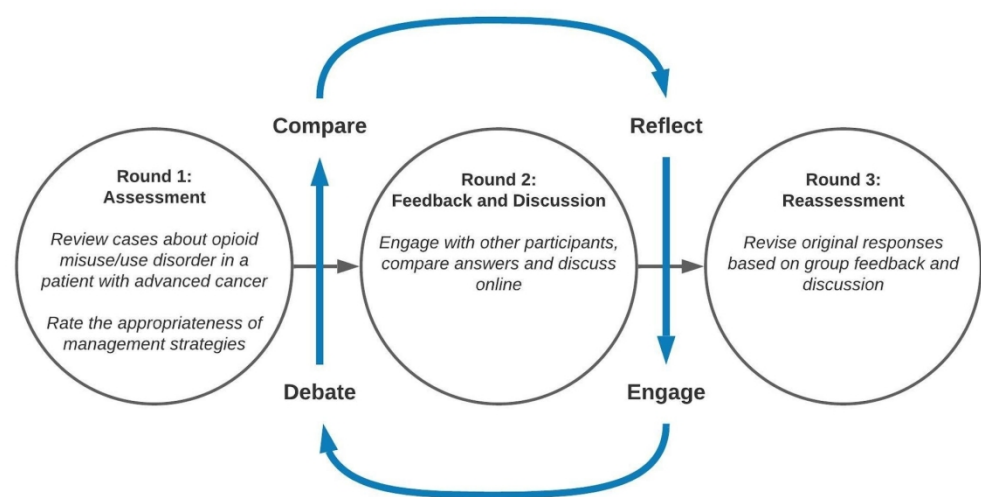 Compare
Reflect
Round 1:
Assessment
Review cases about opioid
misuse/use disorder in a
patient with advanced cancer
Rate the appropriateness of
management strategies
Round 2:
Feedback and Discussion
Engage with other participants,
compare answers and discuss
online
Round 3:
Reassessment
Revise original responses
based on group feedback and
discussion
Debate
Engage